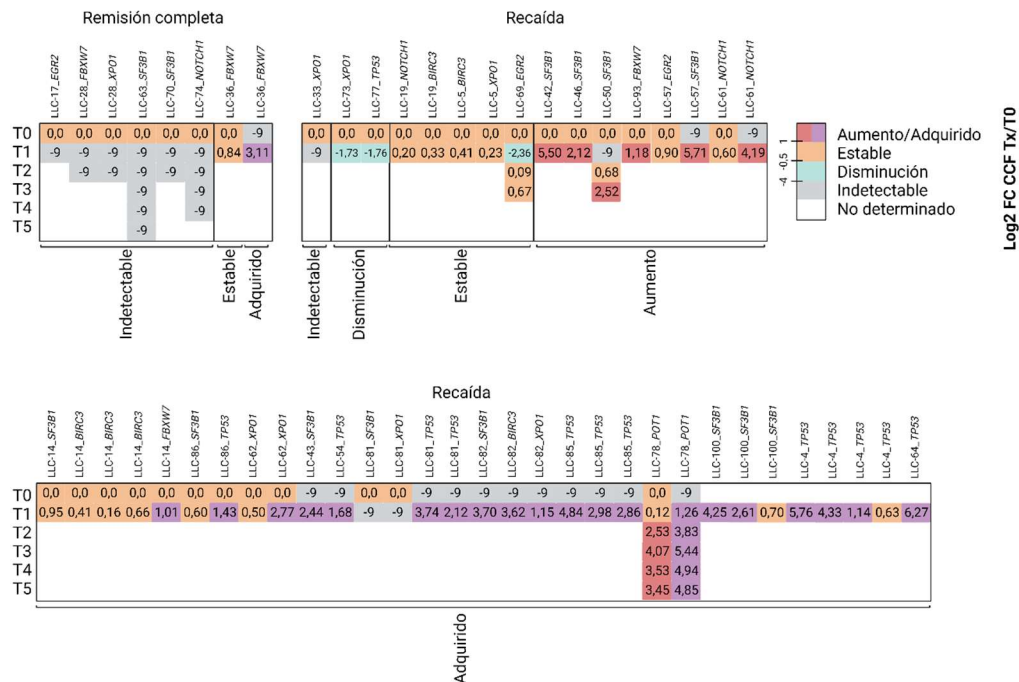 Remisión completa
Recaída
LLC-17_EGR2 LLC-28_FBXW7 LLC-28_XPO1 LLC-63_SF3B1 LLC-70_SF3B1 LLC-74_NOTCH1 LLC-36_FBXW7 LLC-36_FBXW7
LLC-33_XPO1 LLC-73_XPO1 LLC-77_TP53 LLC-19_NOTCH1 LLC-19_BIRC3 LLC-5_BIRC3 LLC-5_XPO1 LLC-69_EGR2 LLC-42_SF3B1 LLC-46_SF3B1 LLC-50_SF3B1 LLC-93_FBXW7 LLC-57_EGR2 LLC-57_SF3B1 LLC-61_NOTCH1 LLC-61_NOTCH1
T0 0,0 0,0 0,0 0,0 0,0 0,0 0,0 -9 0,0 0,0 0,0 0,0 0,0 0,0 0,0 0,0 0,0 0,0 0,0 0,0 0,0 -9 0,0 -9
T1 -9 -9 -9 -9 -9 -9 0,84 3,11 -9 -1,73 -1,76 0,20 0,33 0,41 0,23 -2,36 5,50 2,12 -9 1,18 0,90 5,71 0,60 4,19
T2 -9 -9 -9 -9 -9 0,09 0,68
T3 -9 -9 0,67 2,52
T4 -9 -9
T5 -9
Indetectable
Estable
Adquirido
Indetectable
Disminución
Estable
Aumento
1
-0,5
-4
Aumento/Adquirido
Estable
Disminución
Indetectable
No determinado
Log2 FC CCF Tx/T0
Recaída
LLC-14_SF3B1 LLC-14_BIRC3 LLC-14_BIRC3 LLC-14_BIRC3 LLC-14_FBXW7 LLC-86_SF3B1 LLC-86_TP53 LLC-62_XPO1 LLC-62_XPO1 LLC-43_SF3B1 LLC-54_TP53 LLC-81_SF3B1 LLC-81_XPO1 LLC-81_TP53 LLC-81_TP53 LLC-82_SF3B1 LLC-82_BIRC3 LLC-82_XPO1 LLC-85_TP53 LLC-85_TP53 LLC-85_TP53 LLC-78_POT1 LLC-78_POT1 LLC-100_SF3B1 LLC-100_SF3B1 LLC-100_SF3B1 LLC-4_TP53 LLC-4_TP53 LLC-4_TP53 LLC-4_TP53 LLC-64_TP53
T0 0,0 0,0 0,0 0,0 0,0 0,0 0,0 0,0 0,0 -9 -9 0,0 0,0 -9 -9 -9 -9 -9 -9 -9 -9 0,0 -9
T1 0,95 0,41 0,16 0,66 1,01 0,60 1,43 0,50 2,77 2,44 1,68 -9 -9 3,74 2,12 3,70 3,62 1,15 4,84 2,98 2,86 0,12 1,26 4,25 2,61 0,70 5,76 4,33 1,14 0,63 6,27
T2 2,53 3,83
T3 4,07 5,44
T4 3,53 4,94
T5 3,45 4,85
Adquirido